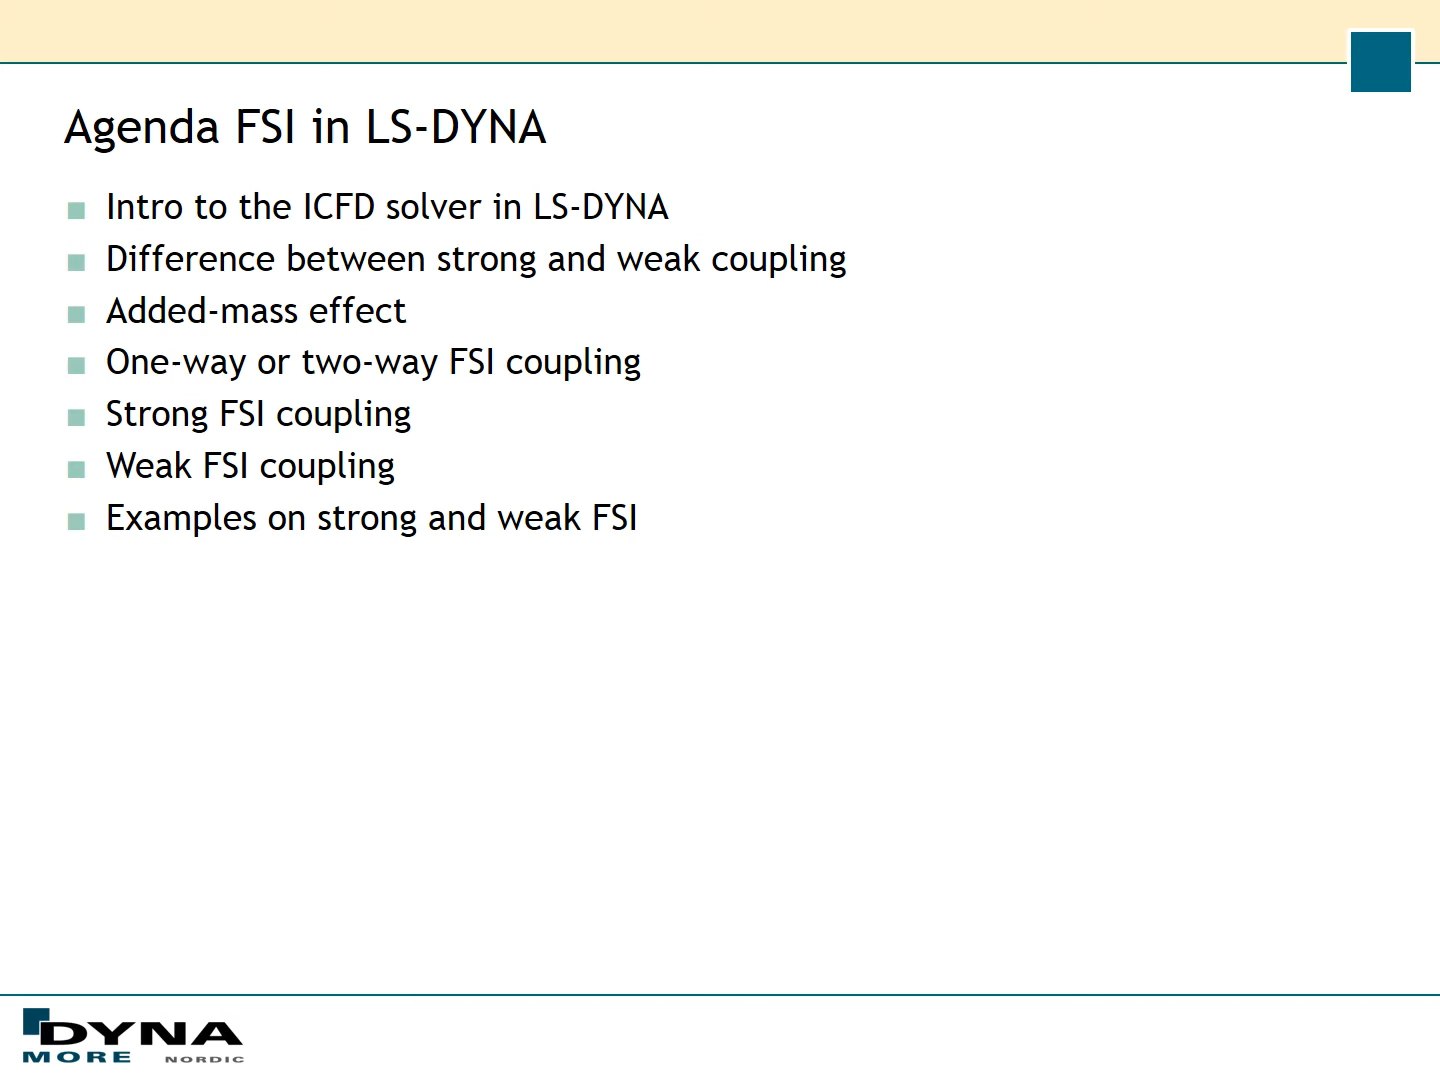 Agenda FSI in LS-DYNA
Intro to the ICFD solver in LS-DYNA
Difference between strong and weak coupling
Added-mass effect
One-way or two-way FSI coupling
Strong FSI coupling
Weak FSI coupling
Examples on strong and weak FSI
DYNA
MORE NORDIC